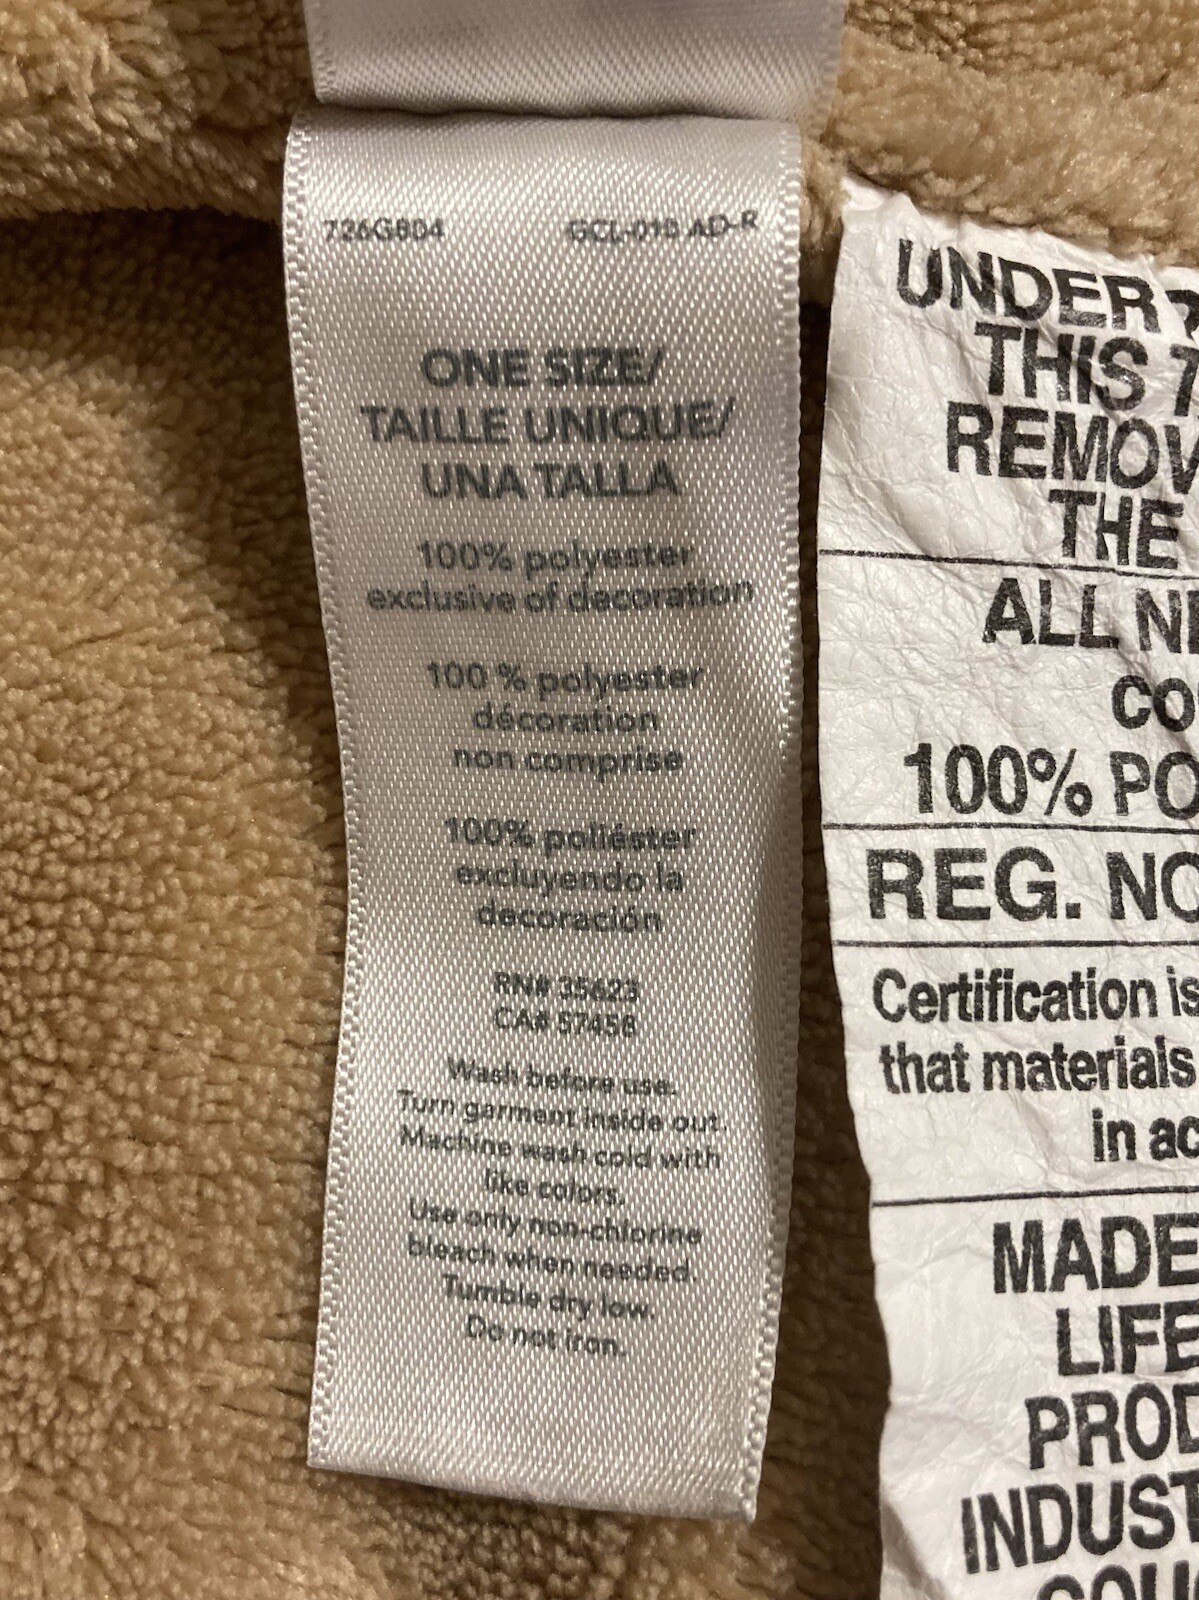 726G804 GCL-010 AD-R
ONE SIZE/
TAILLE UNIQUE/
UNA TALLA
100% polyester
exclusive of decoration
100 % polyester
décoration
non comprise
100% poliéster
excluyendo la
decoración
RN# 35623
CA# 57458
Wash before use.
Turn garment inside out.
Machine wash cold with
like colors.
Use only non-chlorine
bleach when needed.
Tumble dry low.
Do not iron.
UNDER
THIS T
REMOV
THE
ALL NE
CO
100% PO
REG. NO
Certification is
that materials
in ac
MADE
LIFE
PROD
INDUST